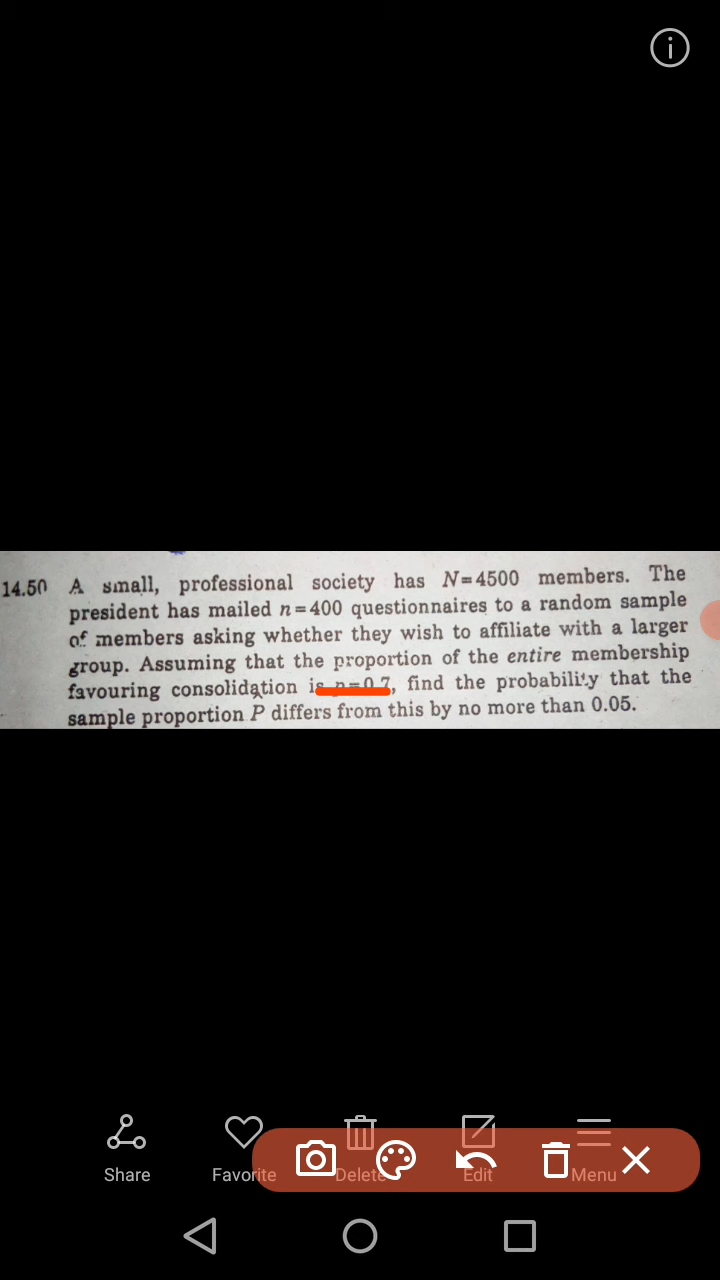 14.50 A small, professional society has N=4500 members. The
president has mailed n=400 questionnaires to a random sample
of members asking whether they wish to affiliate with a larger
group. Assuming that the proportion of the entire membership
favouring consolidation is p=0.7, find the probability that the
sample proportion P differs from this by no more than 0.05.
Share Favorite Delete Edit Menu